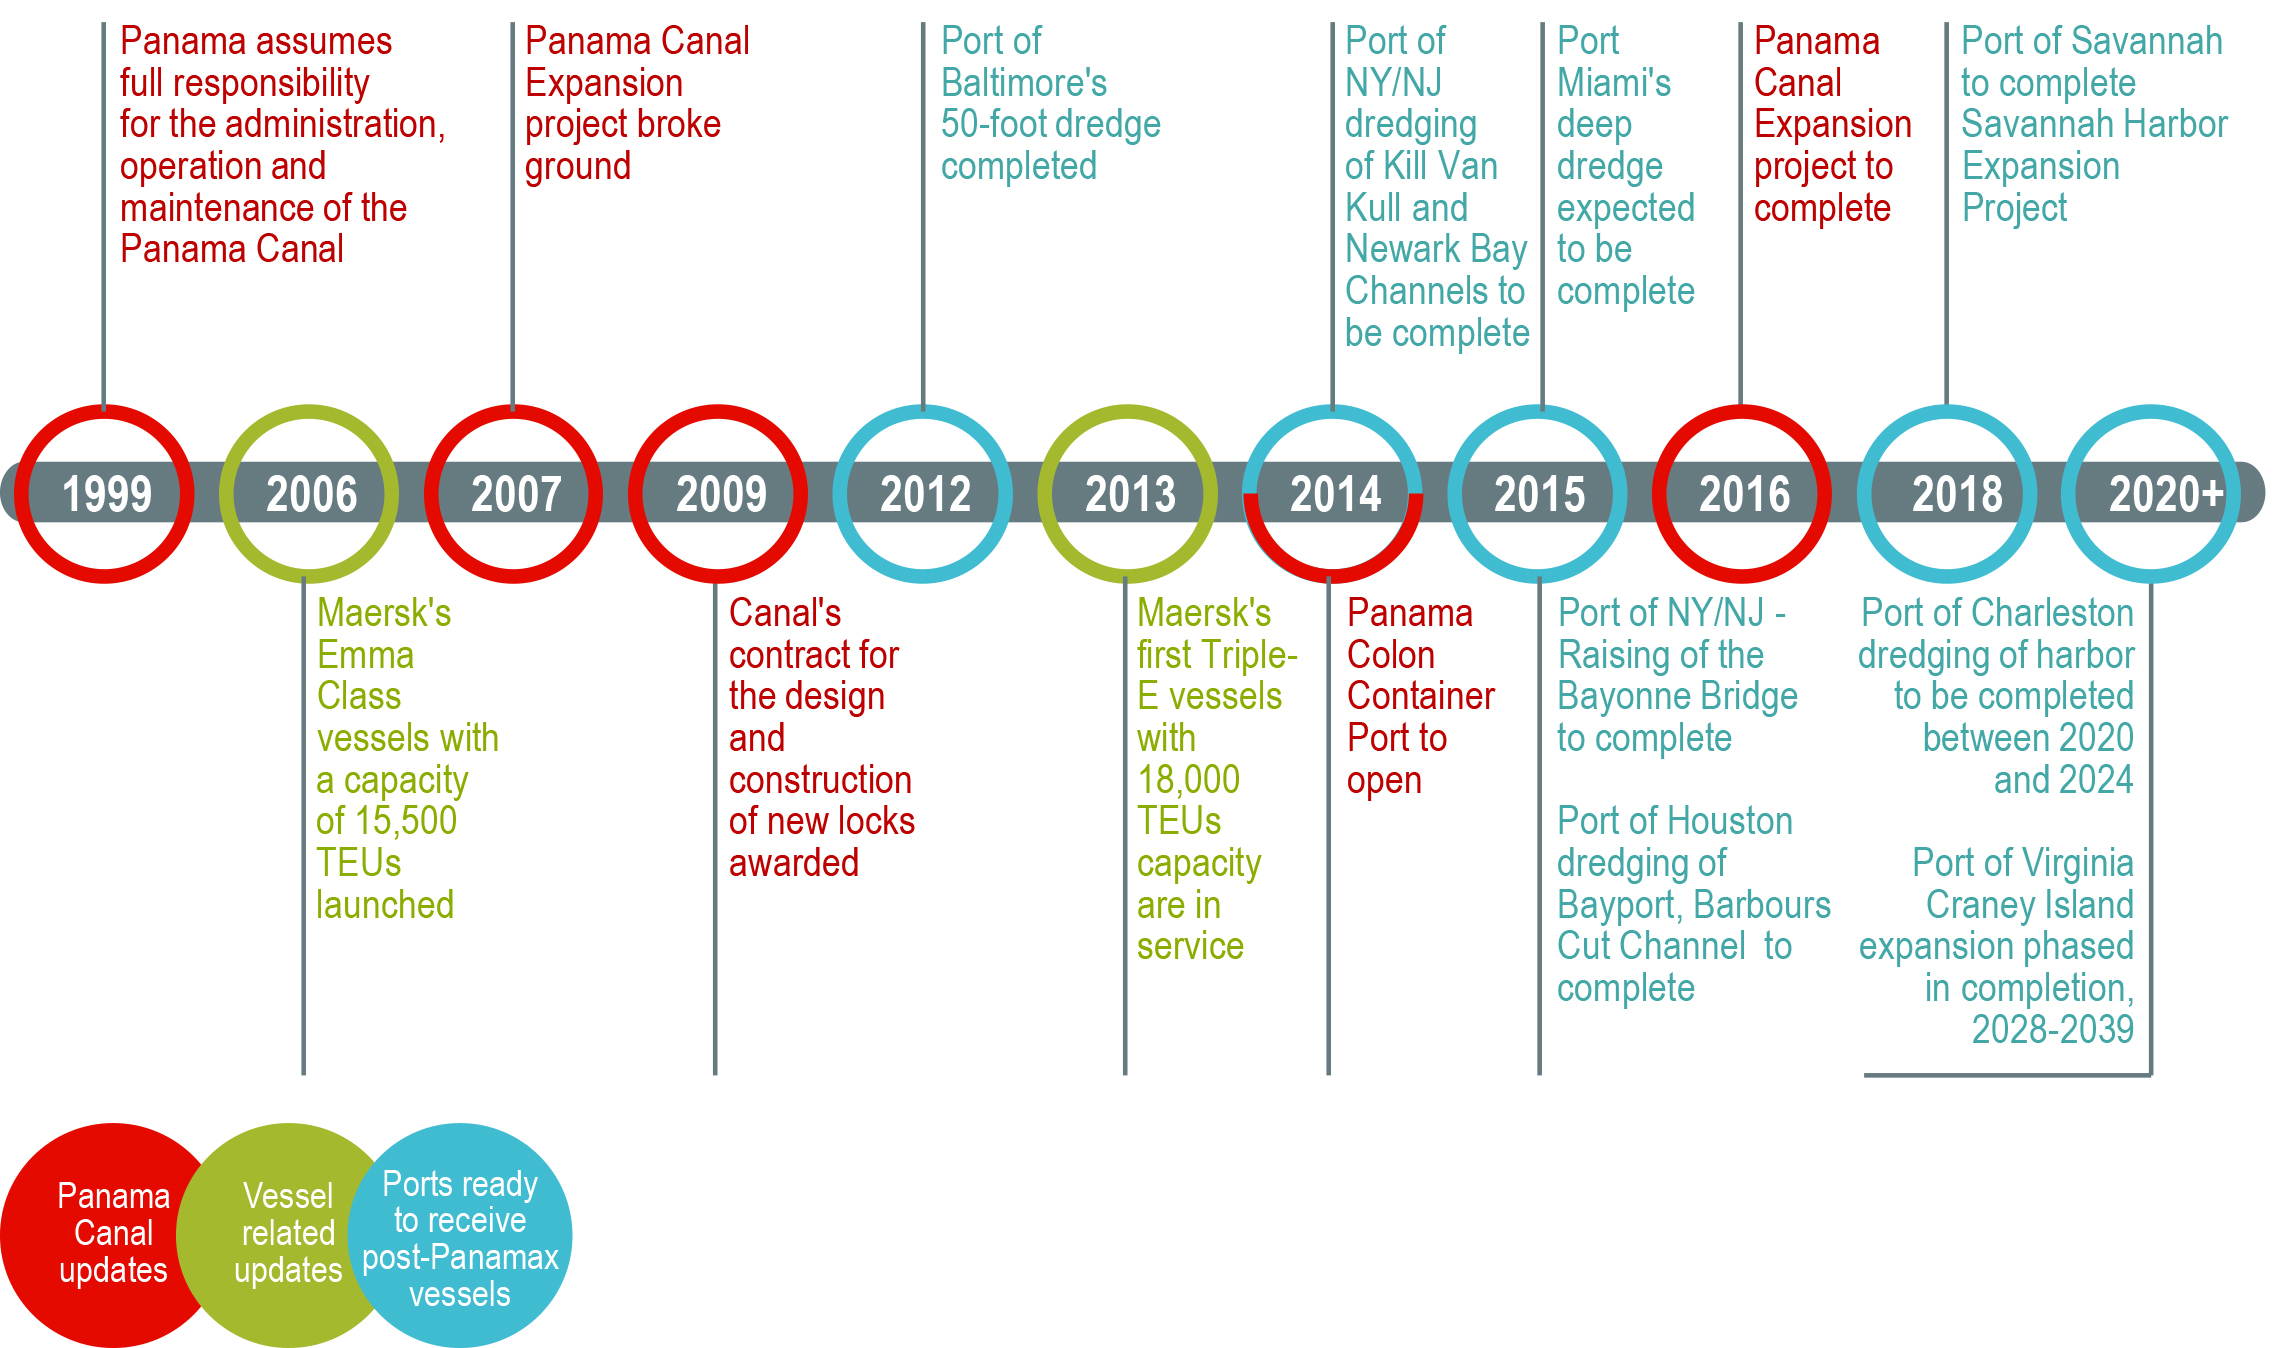 Panama assumes
full responsibility
for the administration,
operation and
maintenance of the
Panama Canal
Panama Canal
Expansion
project broke
ground
Port of
Baltimore's
50-foot dredge
completed
Port of
NY/NJ
dredging
of Kill Van
Kull and
Newark Bay
Channels to
be complete
Port
Miami's
deep
dredge
expected
to be
complete
Panama
Canal
Expansion
project to
complete
Port of Savannah
to complete
Savannah Harbor
Expansion
Project
1999
2006
2007
2009
2012
2013
2014
2015
2016
2018
2020+
Maersk's
Emma
Class
vessels with
a capacity
of 15,500
TEUs
launched
Canal's
contract for
the design
and
construction
of new locks
awarded
Maersk's
first Triple-
E vessels
with
18,000
TEUs
capacity
are in
service
Panama
Colon
Container
Port to
open
Port of NY/NJ -
Raising of the
Bayonne Bridge
to complete
Port of Houston
dredging of
Bayport, Barbours
Cut Channel  to
complete
Port of Charleston
dredging of harbor
to be completed
between 2020
and 2024
Port of Virginia
Craney Island
expansion phased
in completion,
2028-2039
Panama
Canal
updates
Vessel
related
updates
Ports ready
to receive
post-Panamax
vessels